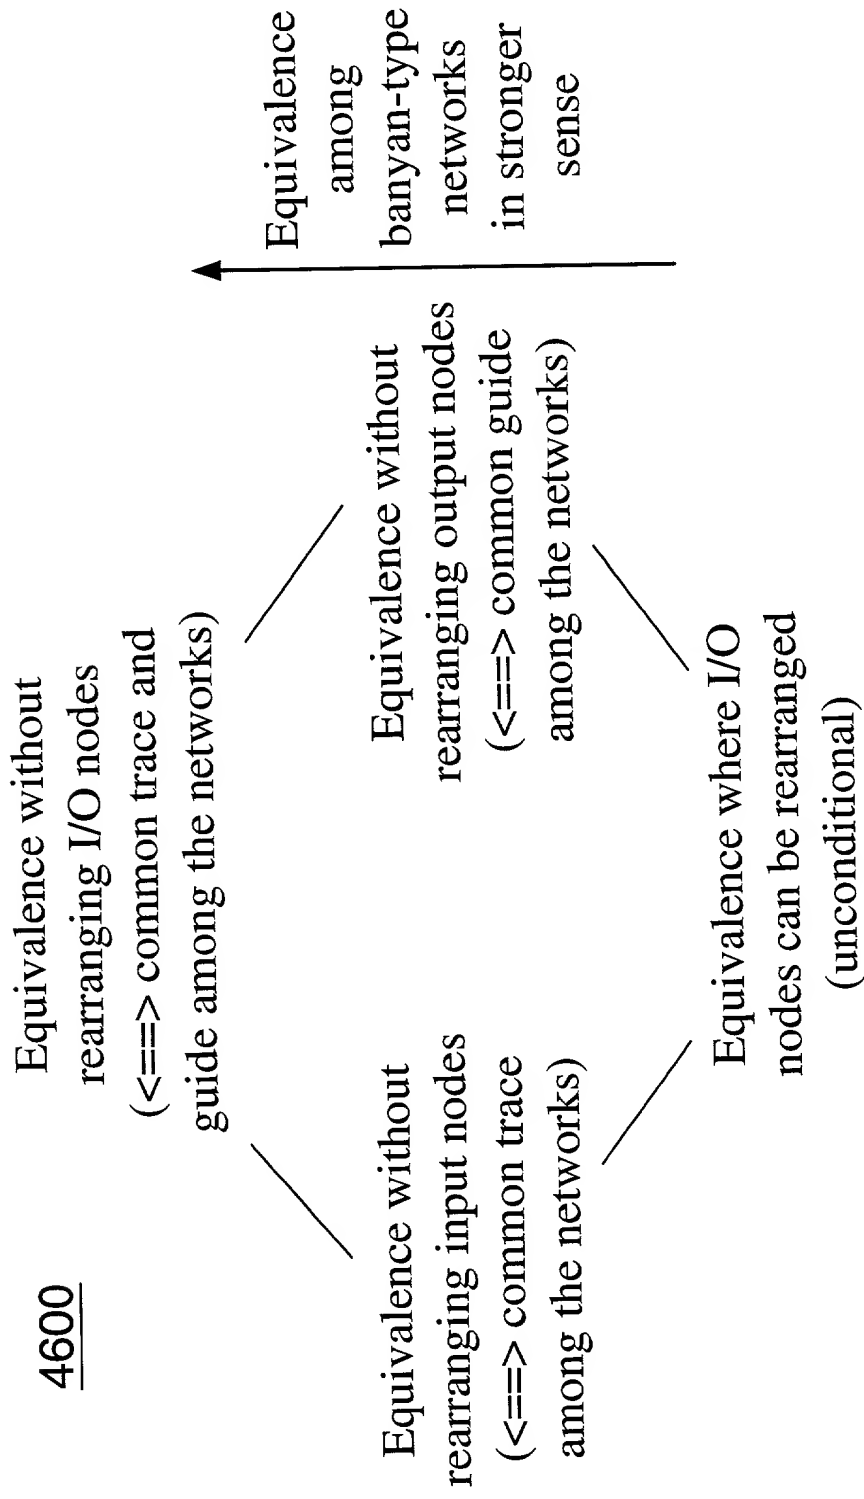 4600
Equivalence without
rearranging I/O nodes
(<==> common trace and
guide among the networks)
Equivalence without
rearranging input nodes
(<==> common trace
among the networks)
Equivalence without
rearranging output nodes
(<==> common guide
among the networks)
Equivalence where I/O
nodes can be rearranged
(unconditional)
Equivalence
among
banyan-type
networks
in stronger
sense